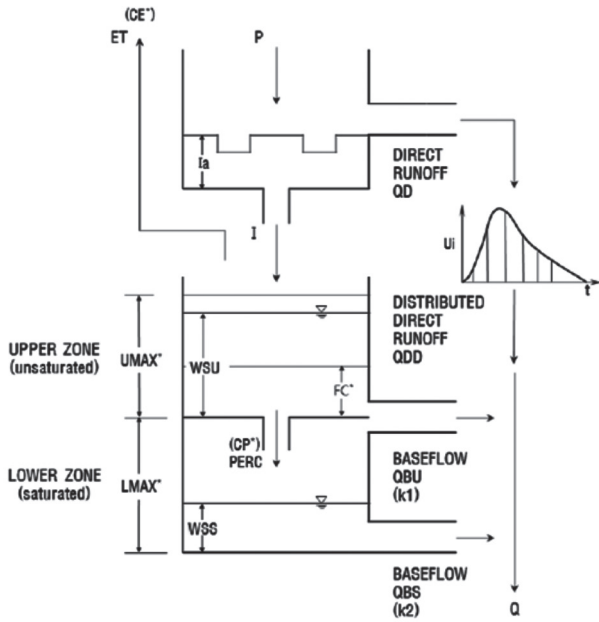 (CE*)
ET
P
Ia
DIRECT
RUNOFF
QD
I
Ui
t
DISTRIBUTED
DIRECT
RUNOFF
QDD
UPPER ZONE
(unsaturated)
UMAX*
WSU
FC*
(CP*)
PERC
LOWER ZONE
(saturated)
LMAX*
BASEFLOW
QBU
(k1)
WSS
BASEFLOW
QBS
(k2)
Q